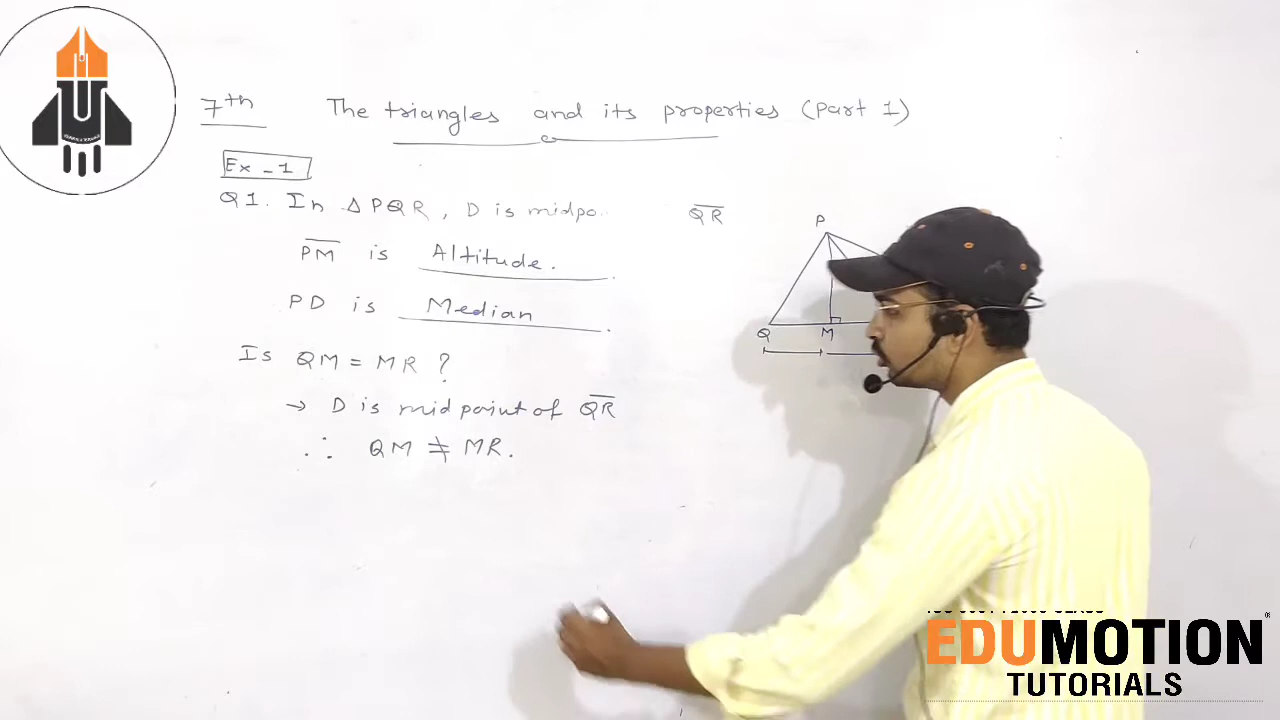 7th The triangles and its properties (Part 1)
Ex - 1
Q1. In Δ PQR, D is midpo
QR
PM is Altitude.
PD is Median
Is QM = MR ?
→ D is midpoint of QR
∴ QM ≠ MR.
P
Q M
EDUMOTION
TUTORIALS